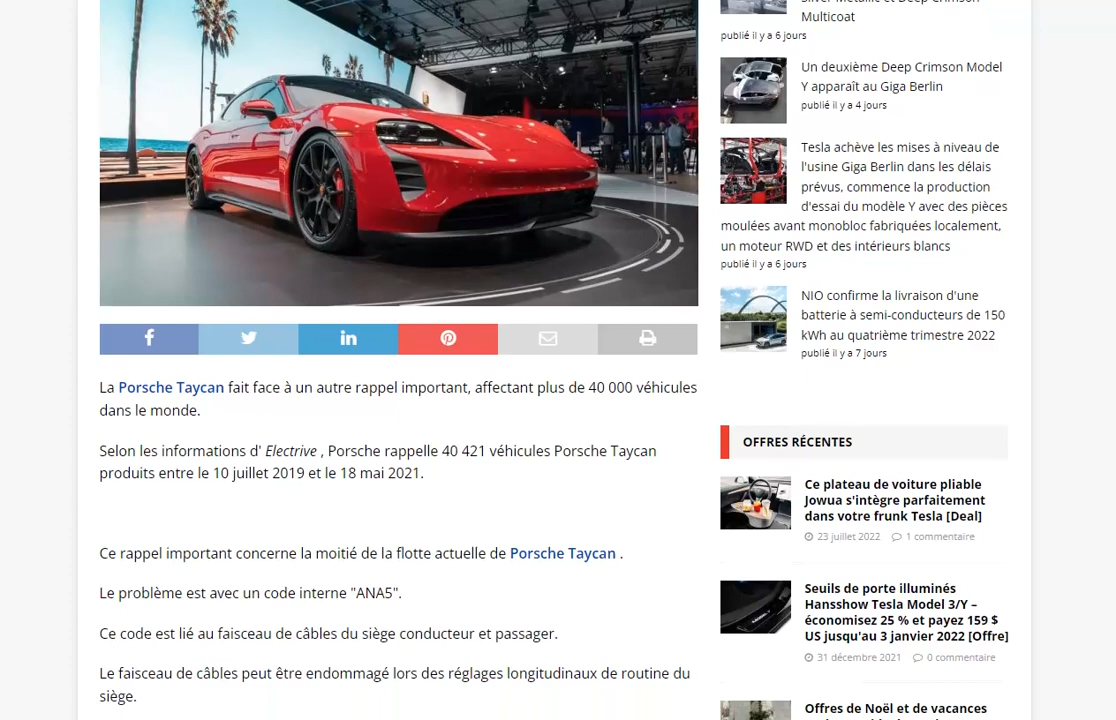 Multicoat
publié il y a 6 jours
Un deuxième Deep Crimson Model
Y apparaît au Giga Berlin
publié il y a 4 jours
Tesla achève les mises à niveau de
l'usine Giga Berlin dans les délais
prévus, commence la production
d'essai du modèle Y avec des pièces
moulées avant monobloc fabriquées localement,
un moteur RWD et des intérieurs blancs
publié il y a 6 jours
NIO confirme la livraison d'une
batterie à semi-conducteurs de 150
kWh au quatrième trimestre 2022
publié il y a 7 jours
La Porsche Taycan fait face à un autre rappel important, affectant plus de 40 000 véhicules
dans le monde.
Selon les informations d' Electrive , Porsche rappelle 40 421 véhicules Porsche Taycan
produits entre le 10 juillet 2019 et le 18 mai 2021.
Ce rappel important concerne la moitié de la flotte actuelle de Porsche Taycan .
Le problème est avec un code interne "ANA5".
Ce code est lié au faisceau de câbles du siège conducteur et passager.
Le faisceau de câbles peut être endommagé lors des réglages longitudinaux de routine du
siège.
OFFRES RÉCENTES
Ce plateau de voiture pliable
Jowua s'intègre parfaitement
dans votre frunk Tesla [Deal]
23 juillet 2022 1 commentaire
Seuils de porte illuminés
Hansshow Tesla Model 3/Y –
économisez 25 % et payez 159 $
US jusqu'au 3 janvier 2022 [Offre]
31 décembre 2021 0 commentaire
Offres de Noël et de vacances